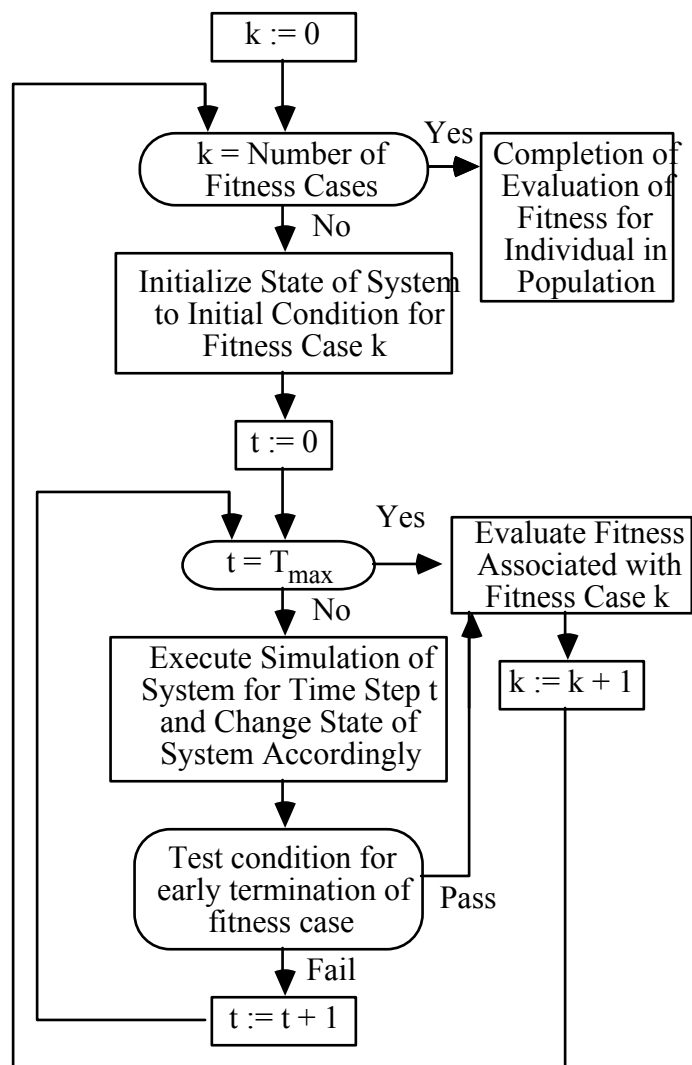 k := 0
k = Number of
Fitness Cases
Yes
Completion of
Evaluation of
Fitness for
Individual in
Population
No
Initialize State of System
to Initial Condition for
Fitness Case k
t := 0
t = Tmax
Yes
Evaluate Fitness
Associated with
Fitness Case k
k := k + 1
No
Execute Simulation of
System for Time Step t
and Change State of
System Accordingly
Test condition for
early termination of
fitness case
Pass
Fail
t := t + 1